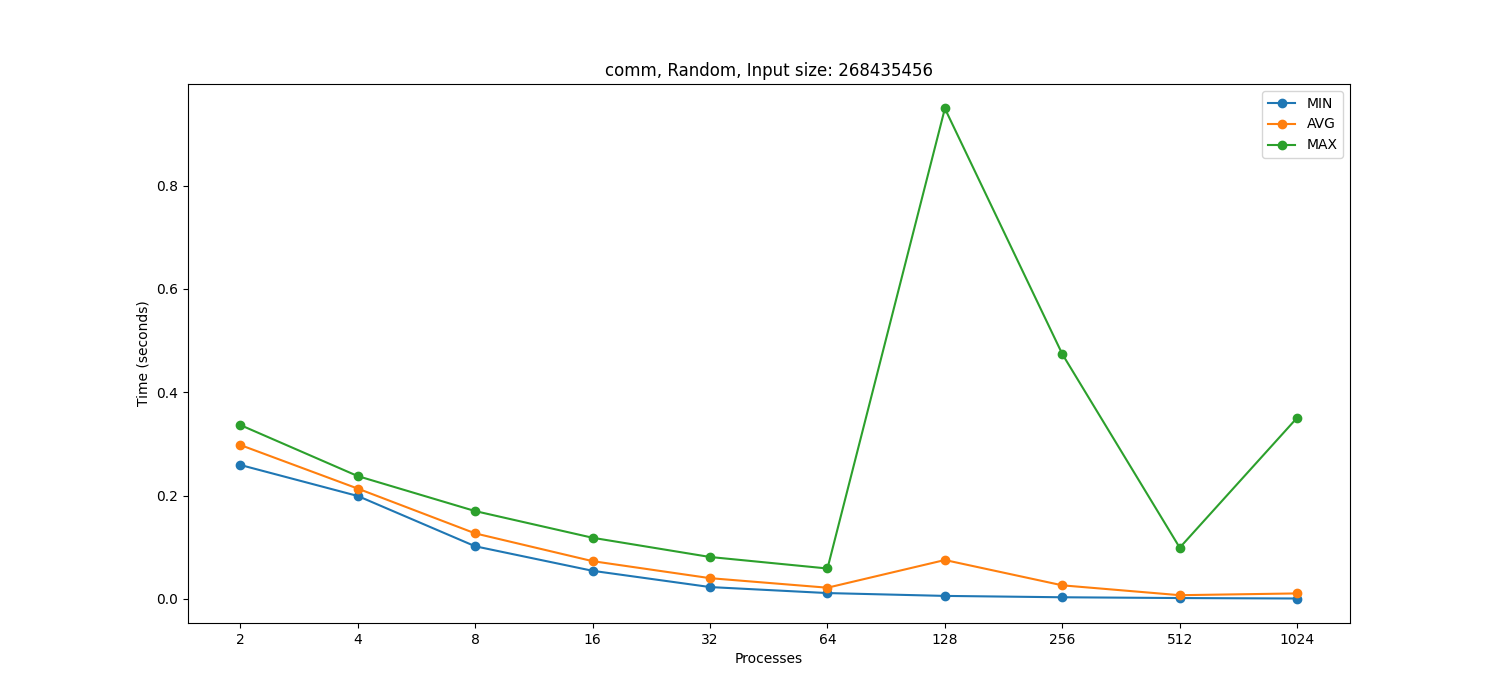 comm, Random, Input size: 268435456
MIN
AVG
MAX
0.8
0.6
0.4
0.2
0.0
Time (seconds)
2 4 8 16 32 64 128 256 512 1024
Processes